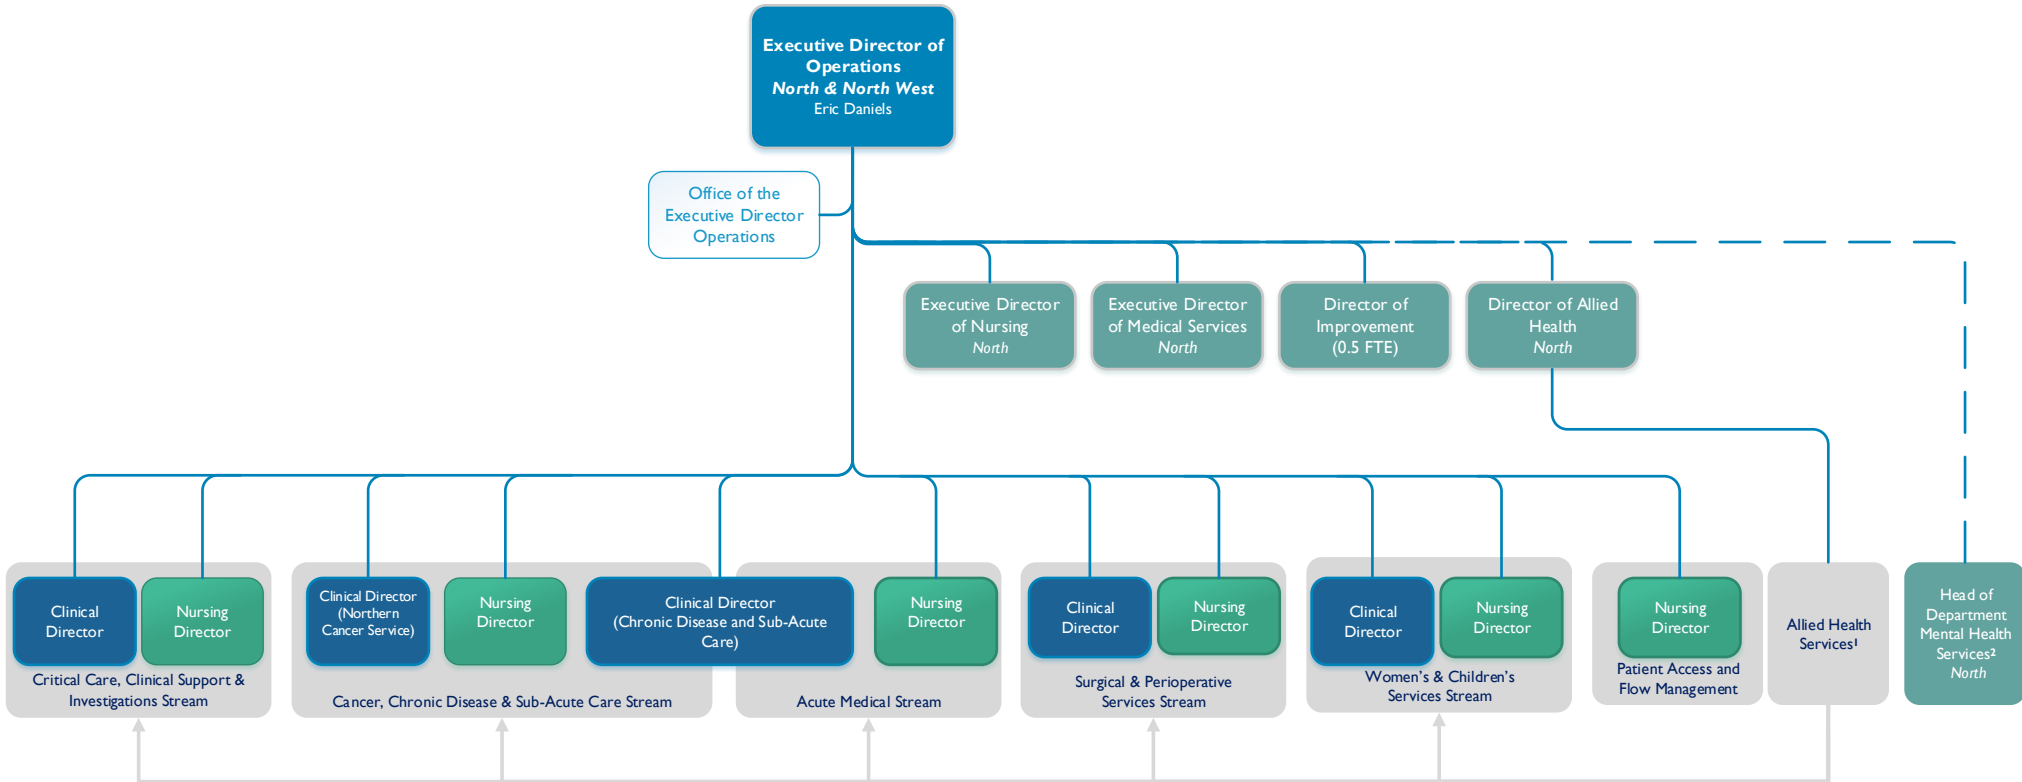 Executive Director of
Operations
North & North West
Eric Daniels
Office of the
Executive Director
Operations
Executive Director
of Nursing
North
Executive Director
of Medical Services
North
Director of
Improvement
(0.5 FTE)
Director of Allied
Health
North
Clinical
Director
Nursing
Director
Critical Care, Clinical Support &
Investigations Stream
Clinical Director
(Northern
Cancer Service)
Nursing
Director
Clinical Director
(Chronic Disease and Sub-Acute
Care)
Cancer, Chronic Disease & Sub-Acute Care Stream
Nursing
Director
Acute Medical Stream
Clinical
Director
Nursing
Director
Surgical & Perioperative
Services Stream
Clinical
Director
Nursing
Director
Women’s & Children’s
Services Stream
Nursing
Director
Patient Access and
Flow Management
Allied Health
Services¹
Head of
Department
Mental Health
Services²
North